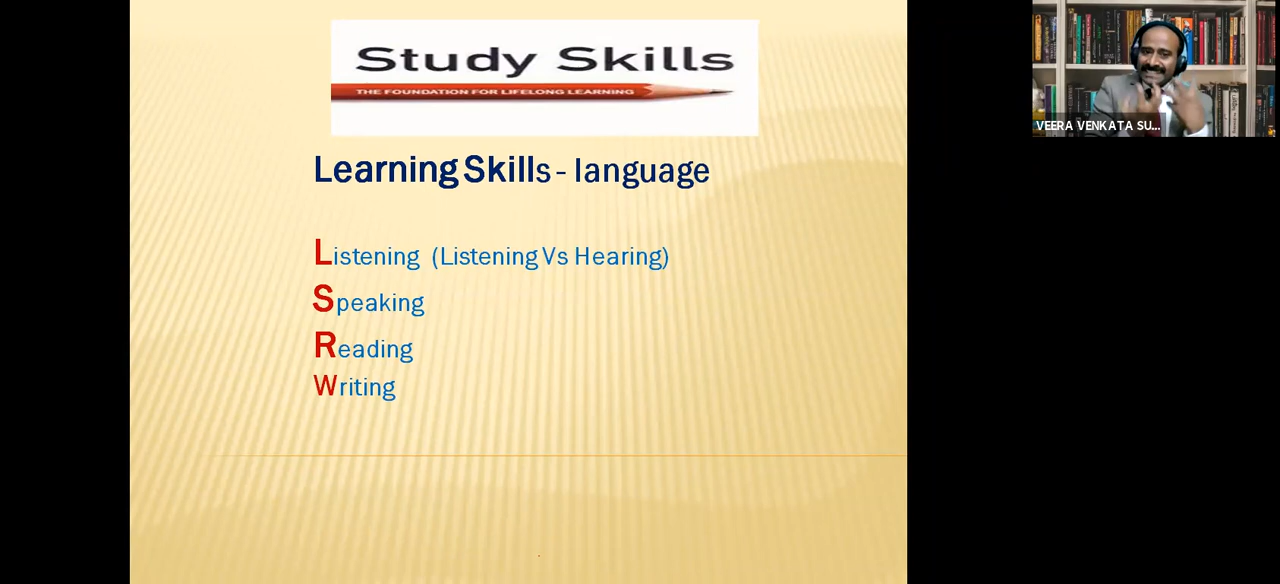 Study Skills
THE FOUNDATION FOR LIFELONG LEARNING
Learning Skills - language
Listening (Listening Vs Hearing)
Speaking
Reading
Writing
VEERA VENKATA SU...